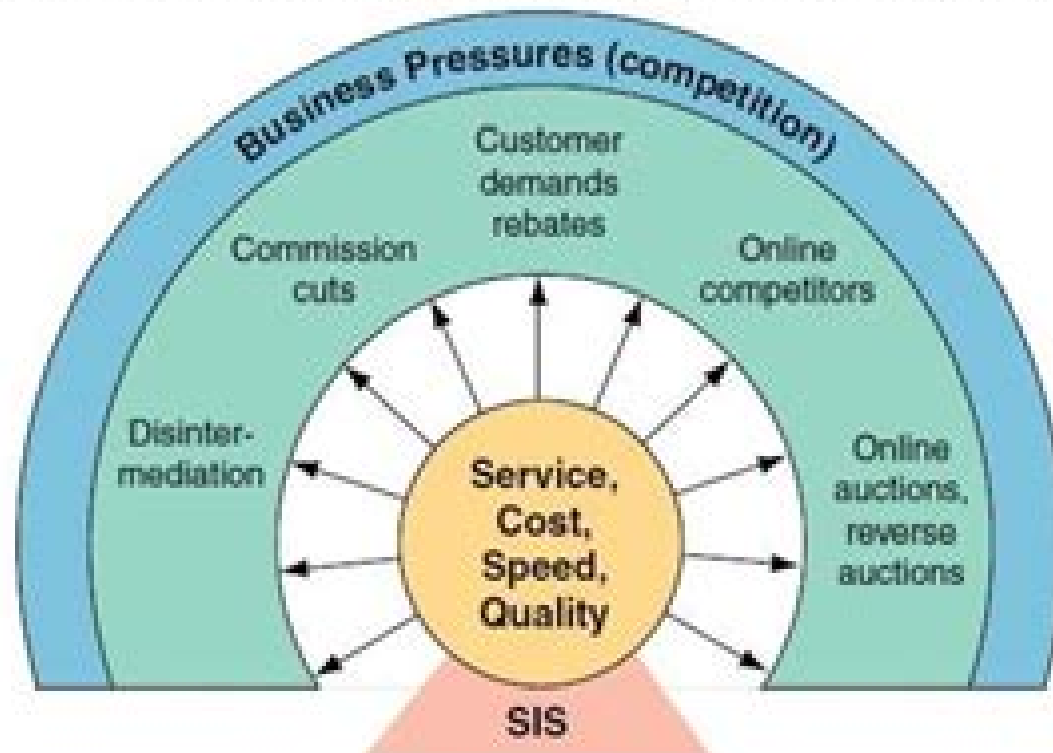 Business Pressures (competition)
Customer
demands
rebates
Commission
cuts
Online
competitors
Disinter-
mediation
Online
auctions,
reverse
auctions
Service,
Cost,
Speed,
Quality
SIS